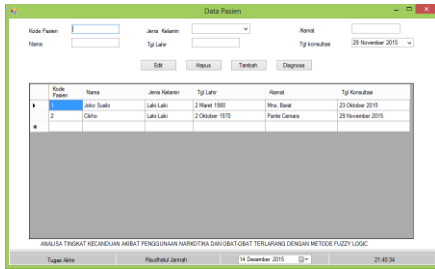 Data Pasien
Kode Pasien Jenis Kelamin Alamat
Nama Tgl Lahir Tgl konsultasi 29 November 2015
Edit Hapus Tambah Diagnosa
Kode Pasien Nama Jenis Kelamin Tgl Lahir Alamat Tgl Konsultasi
1 Joko Susilo Laki-Laki 2 Maret 1980 Mns. Barat 23 Oktober 2015
2 Cikho Laki-Laki 2 Oktober 1970 Pante Cemara 29 November 2015
ANALISA TINGKAT KECANDUAN AKIBAT PENGGUNAAN NARKOTIKA DAN OBAT-OBAT TERLARANG DENGAN METODE FUZZY LOGIC
Tugas Akhir Raudhatul Jannah 14 Desember 2015 21:40:34